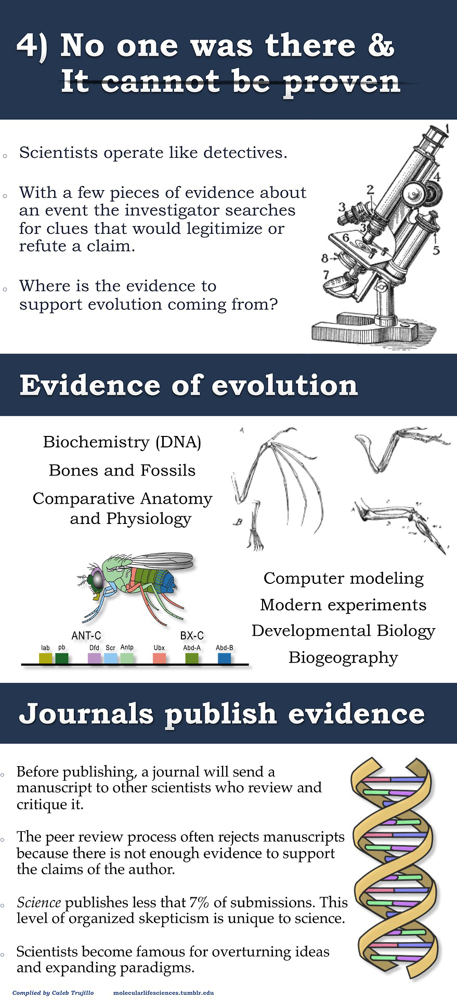 4) No one was there &
It cannot be proven
Scientists operate like detectives.
With a few pieces of evidence about
an event the investigator searches
for clues that would legitimize or
refute a claim.
Where is the evidence to
support evolution coming from?
1
4
2
3
3
6
5
8
7
Evidence of evolution
Biochemistry (DNA)
Bones and Fossils
Comparative Anatomy
and Physiology
A
B
A
C
B
Computer modeling
Modern experiments
Developmental Biology
Biogeography
ANT-C BX-C
lab pb Dfd Scr Antp Ubx Abd-A Abd-B
Journals publish evidence
Before publishing, a journal will send a
manuscript to other scientists who review and
critique it.
The peer review process often rejects manuscripts
because there is not enough evidence to support
the claims of the author.
Science publishes less that 7% of submissions. This
level of organized skepticism is unique to science.
Scientists become famous for overturning ideas
and expanding paradigms.
Complied by Caleb Trujillo molecularlifesciences.tumblr.edu